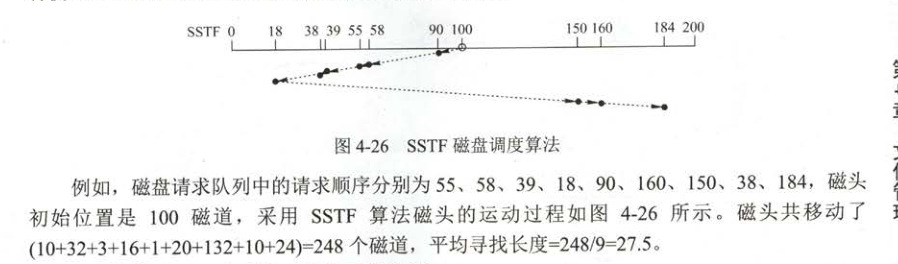 SSTF 0 18 38 39 55 58 90 100 150 160 184 200
图 4-26 SSTF 磁盘调度算法
例如，磁盘请求队列中的请求顺序分别为 55、58、39、18、90、160、150、38、184，磁头
初始位置是 100 磁道，采用 SSTF 算法磁头的运动过程如图 4-26 所示。磁头共移动了
(10+32+3+16+1+20+132+10+24)=248 个磁道，平均寻找长度=248/9=27.5。